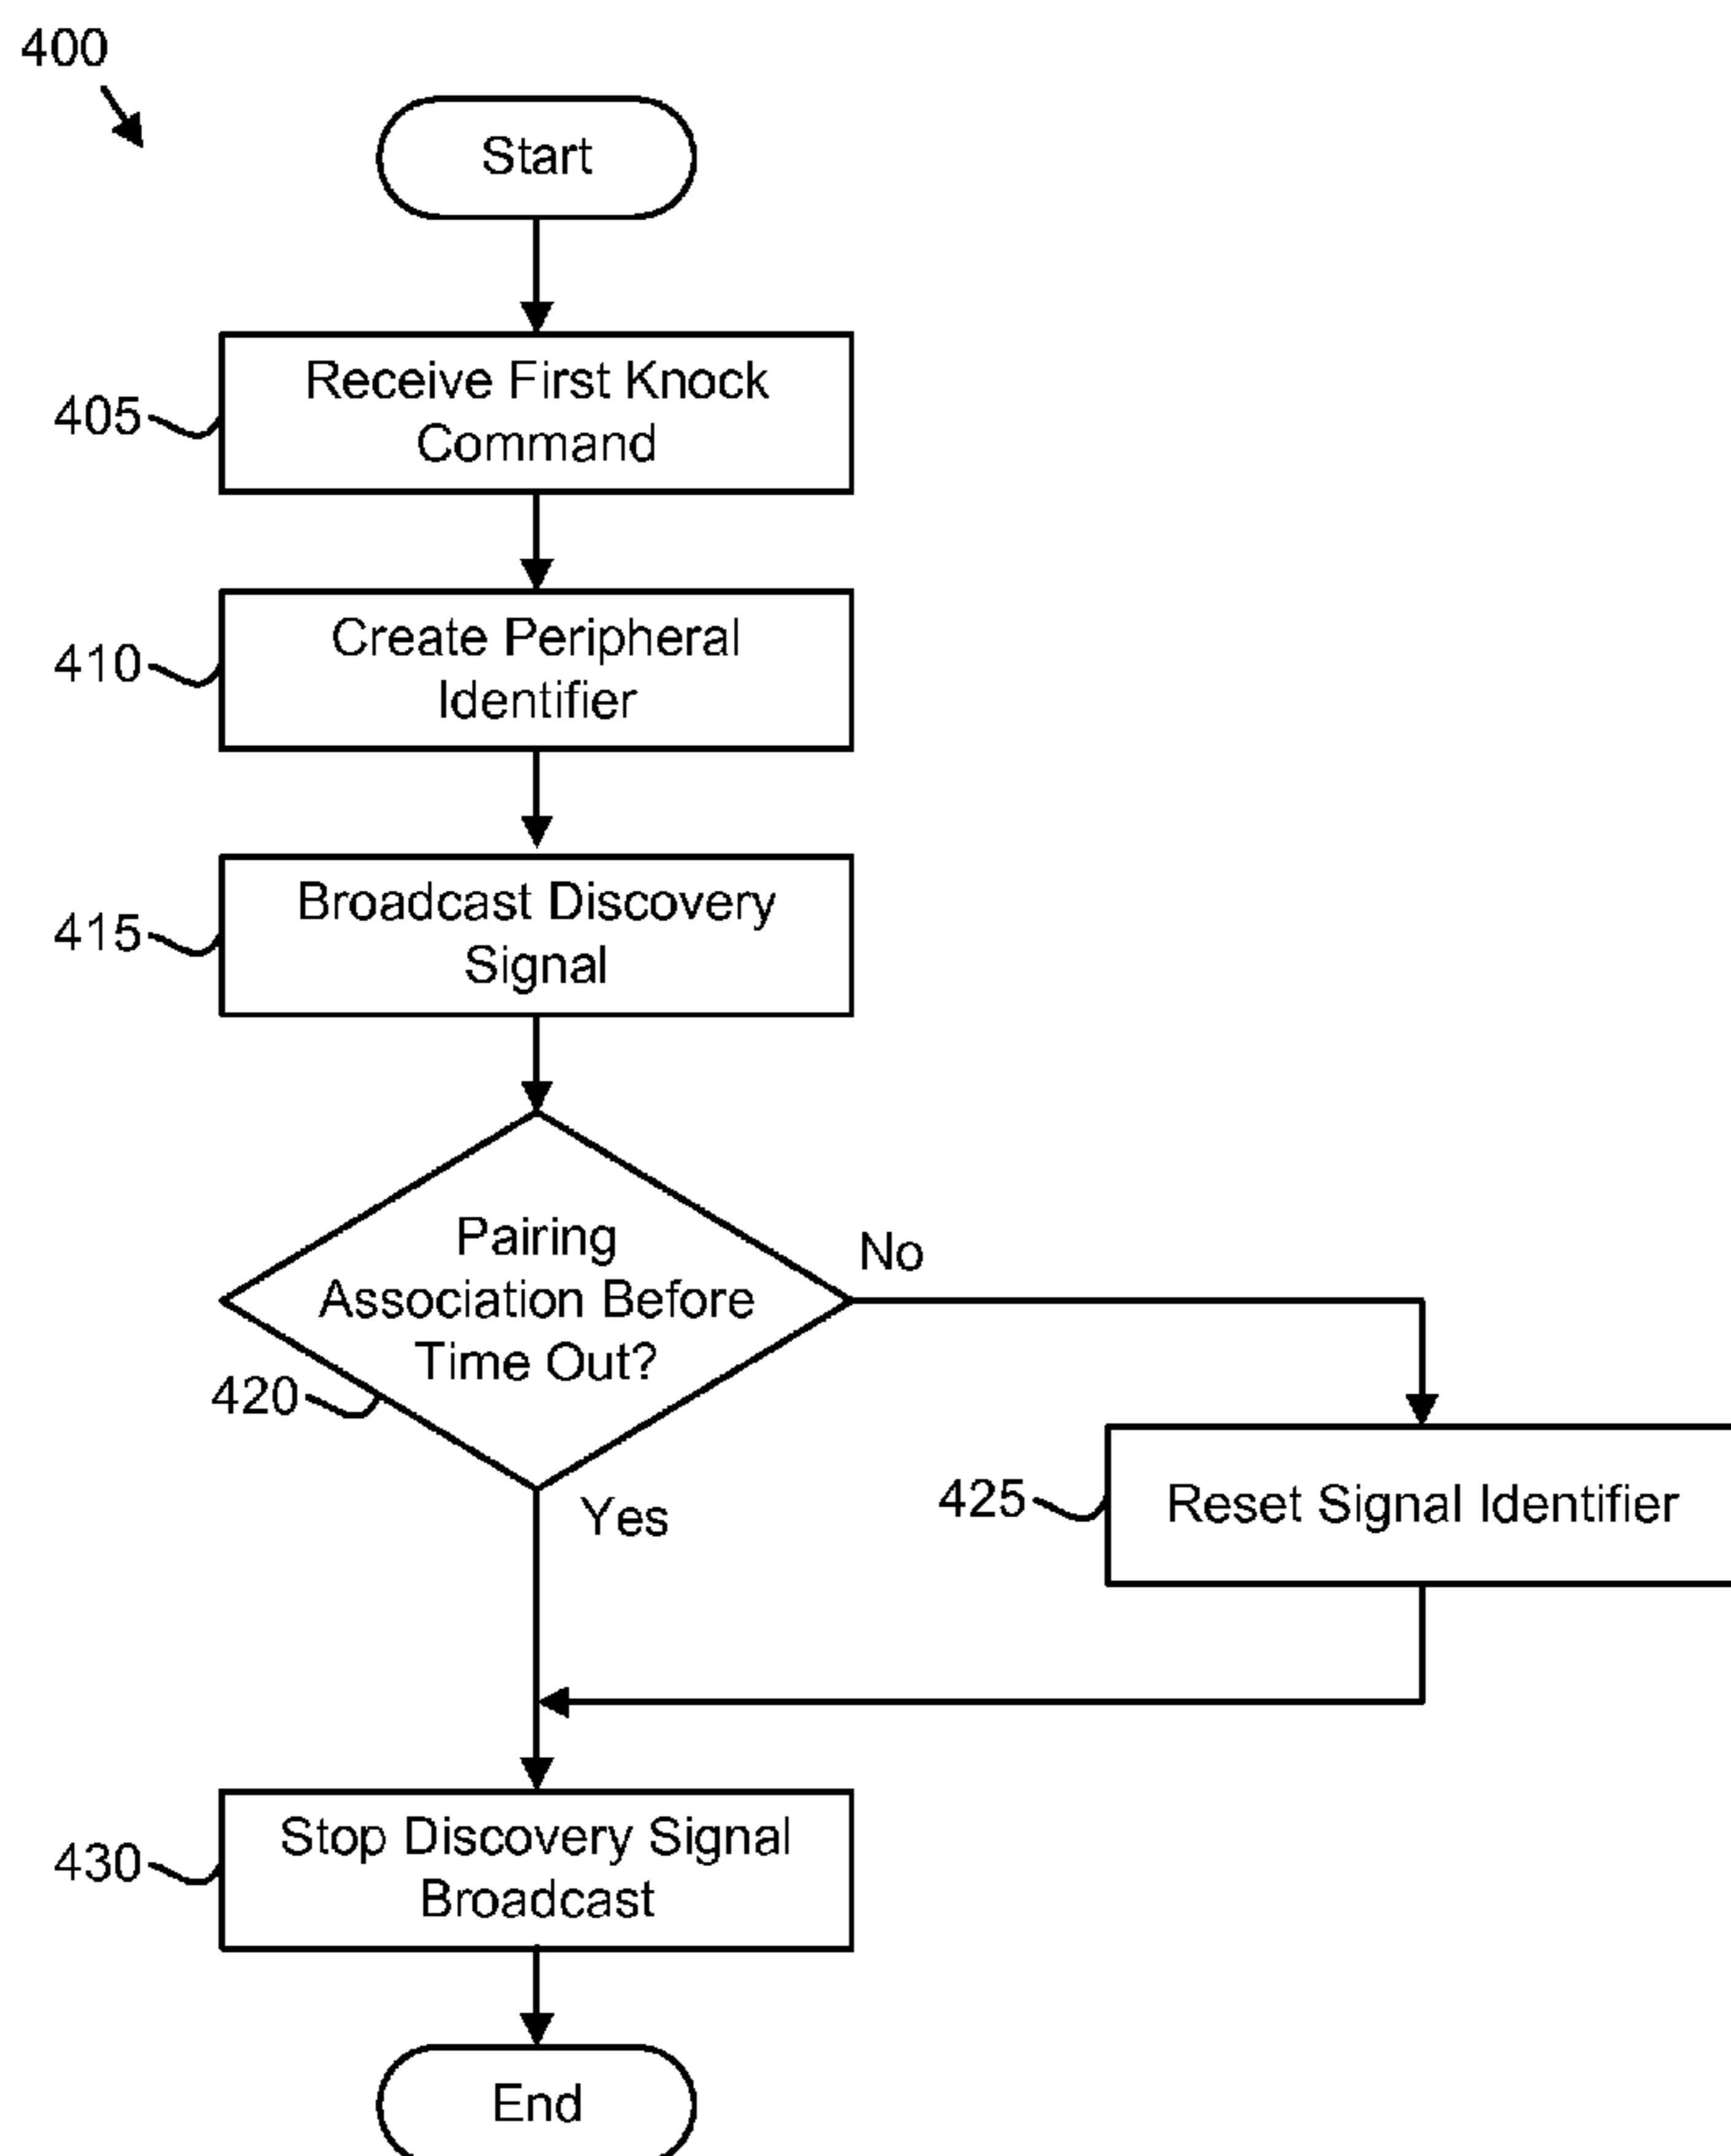 400
Start
405
Receive First Knock
Command
410
Create Peripheral
Identifier
415
Broadcast Discovery
Signal
Pairing
Association Before
Time Out?
420
No
Yes
425
Reset Signal Identifier
430
Stop Discovery Signal
Broadcast
End